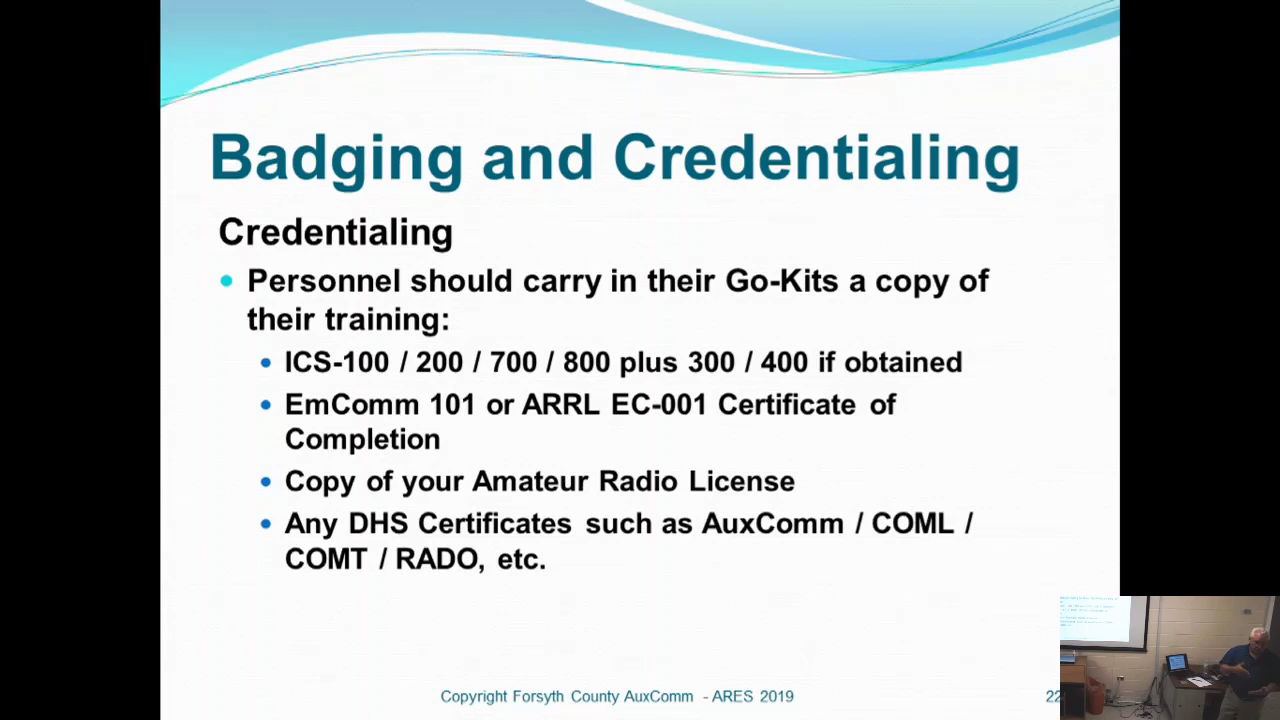 Badging and Credentialing
Credentialing
Personnel should carry in their Go-Kits a copy of
their training:
ICS-100 / 200 / 700 / 800 plus 300 / 400 if obtained
EmComm 101 or ARRL EC-001 Certificate of
Completion
Copy of your Amateur Radio License
Any DHS Certificates such as AuxComm / COML /
COMT / RADO, etc.
Copyright Forsyth County AuxComm - ARES 2019
22